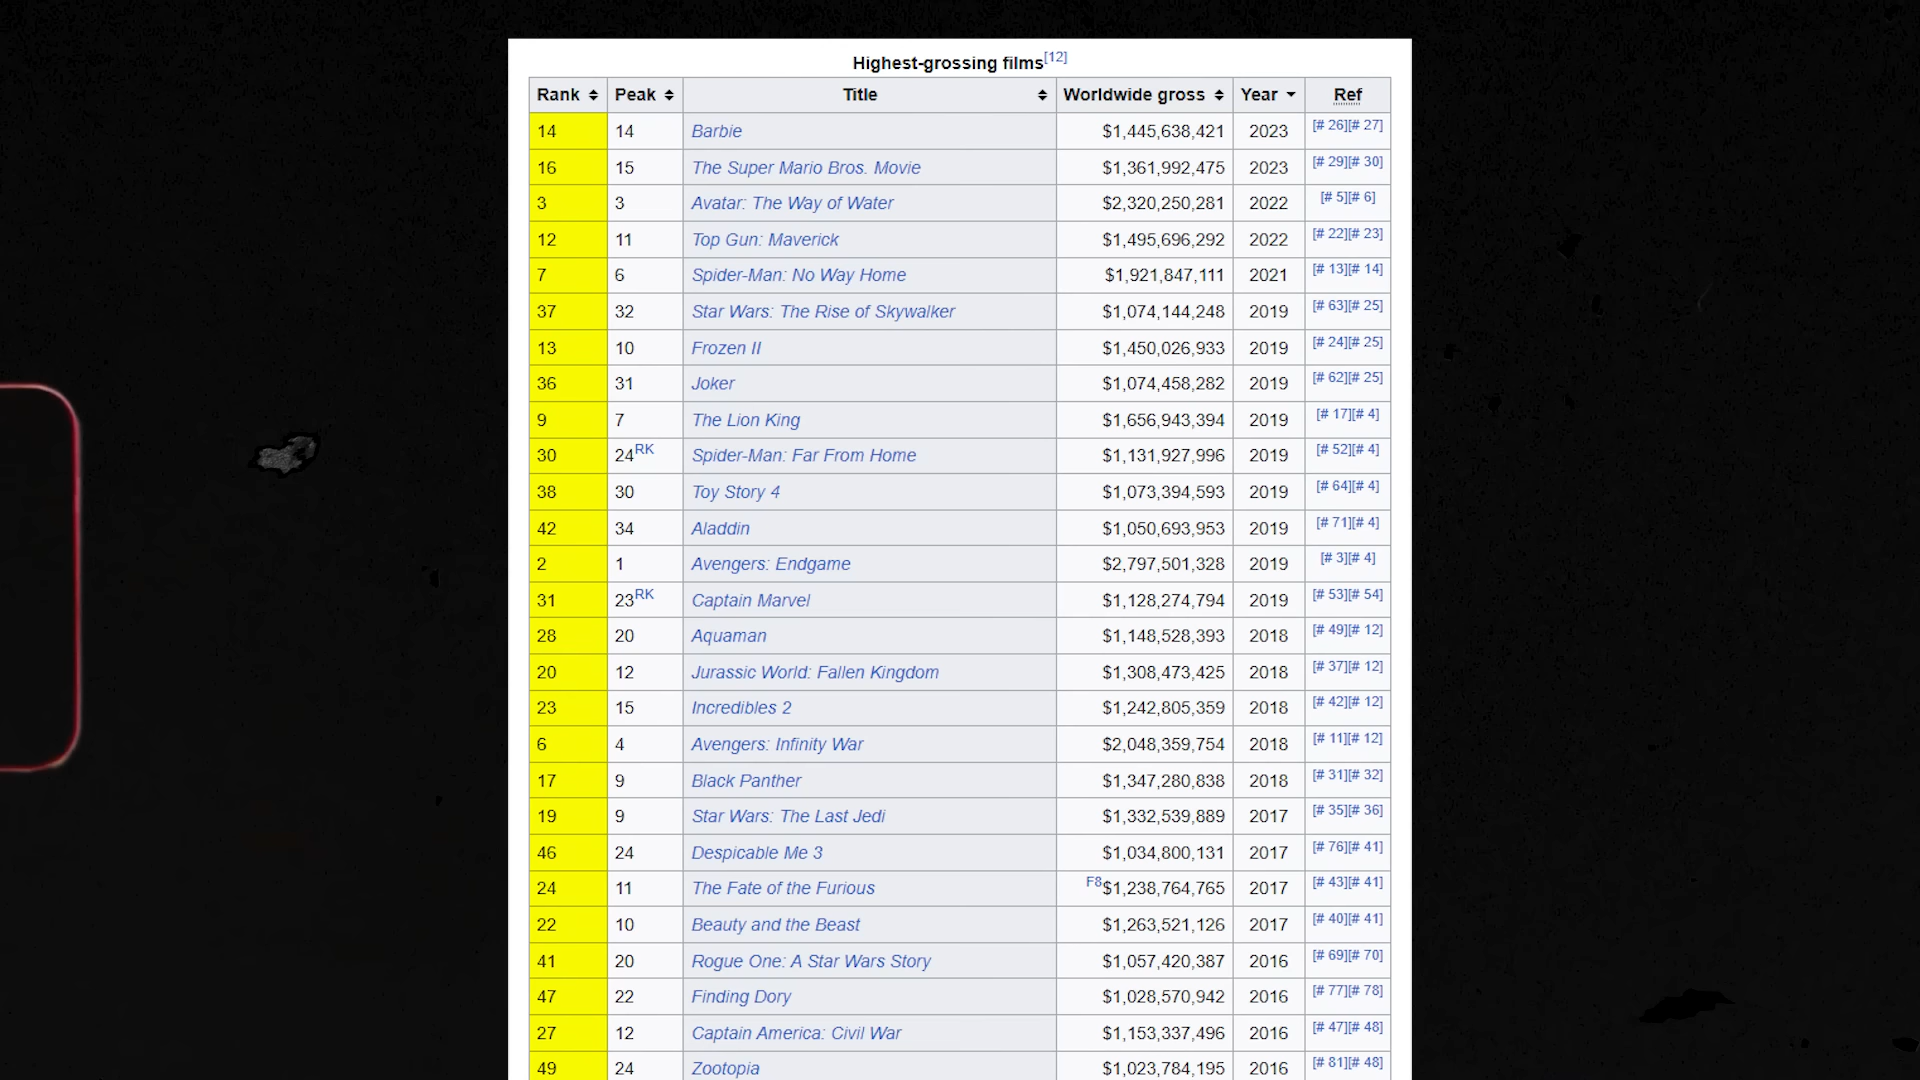 Highest-grossing films[12]
Rank Peak Title Worldwide gross Year Ref
14 14 Barbie $1,445,638,421 2023 [# 26][# 27]
16 15 The Super Mario Bros. Movie $1,361,992,475 2023 [# 29][# 30]
3 3 Avatar: The Way of Water $2,320,250,281 2022 [# 5][# 6]
12 11 Top Gun: Maverick $1,495,696,292 2022 [# 22][# 23]
7 6 Spider-Man: No Way Home $1,921,847,111 2021 [# 13][# 14]
37 32 Star Wars: The Rise of Skywalker $1,074,144,248 2019 [# 63][# 25]
13 10 Frozen II $1,450,026,933 2019 [# 24][# 25]
36 31 Joker $1,074,458,282 2019 [# 62][# 25]
9 7 The Lion King $1,656,943,394 2019 [# 17][# 4]
30 24RK Spider-Man: Far From Home $1,131,927,996 2019 [# 52][# 4]
38 30 Toy Story 4 $1,073,394,593 2019 [# 64][# 4]
42 34 Aladdin $1,050,693,953 2019 [# 71][# 4]
2 1 Avengers: Endgame $2,797,501,328 2019 [# 3][# 4]
31 23RK Captain Marvel $1,128,274,794 2019 [# 53][# 54]
28 20 Aquaman $1,148,528,393 2018 [# 49][# 12]
20 12 Jurassic World: Fallen Kingdom $1,308,473,425 2018 [# 37][# 12]
23 15 Incredibles 2 $1,242,805,359 2018 [# 42][# 12]
6 4 Avengers: Infinity War $2,048,359,754 2018 [# 11][# 12]
17 9 Black Panther $1,347,280,838 2018 [# 31][# 32]
19 9 Star Wars: The Last Jedi $1,332,539,889 2017 [# 35][# 36]
46 24 Despicable Me 3 $1,034,800,131 2017 [# 76][# 41]
24 11 The Fate of the Furious F8$1,238,764,765 2017 [# 43][# 41]
22 10 Beauty and the Beast $1,263,521,126 2017 [# 40][# 41]
41 20 Rogue One: A Star Wars Story $1,057,420,387 2016 [# 69][# 70]
47 22 Finding Dory $1,028,570,942 2016 [# 77][# 78]
27 12 Captain America: Civil War $1,153,337,496 2016 [# 47][# 48]
49 24 Zootopia $1,023,784,195 2016 [# 81][# 48]